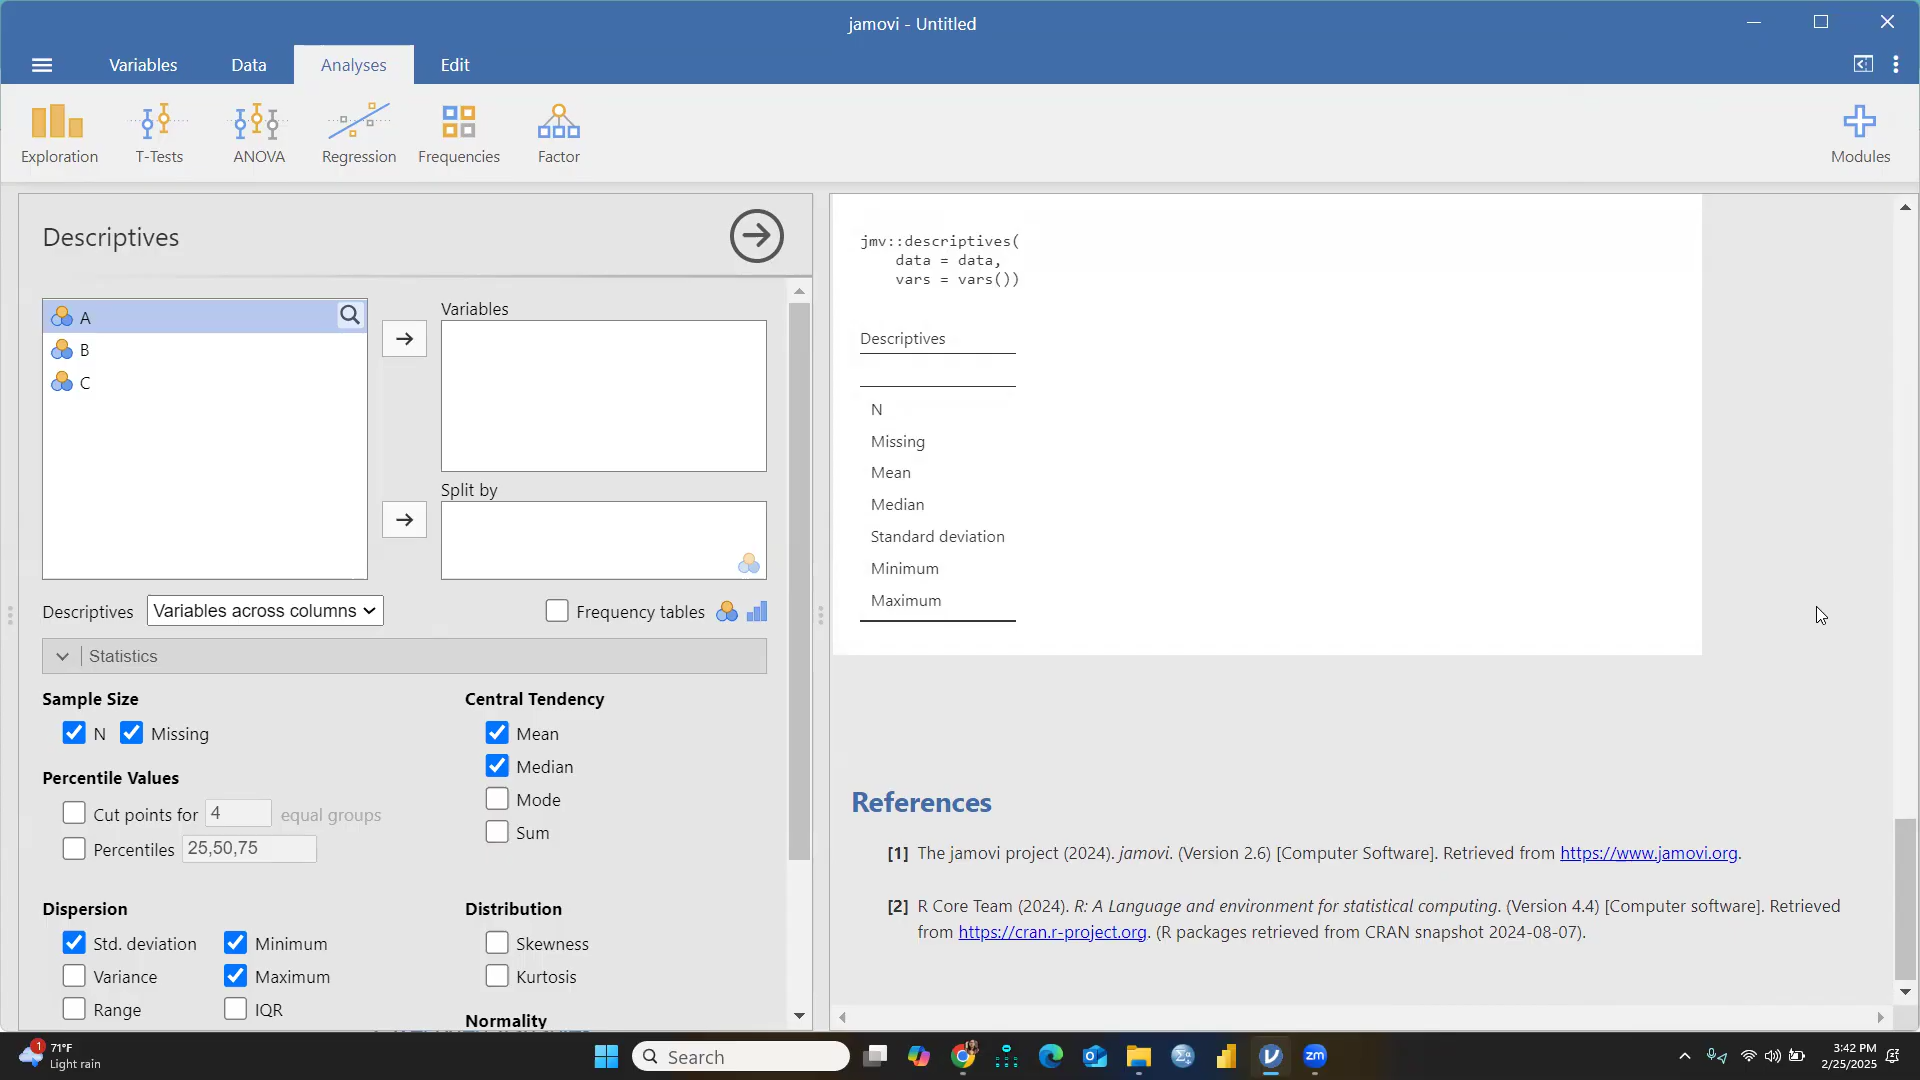 jamovi - Untitled
Variables Data Analyses Edit
Exploration T-Tests ANOVA Regression Frequencies Factor Modules
Descriptives
A
B
C
Variables
Split by
Descriptives Variables across columns Frequency tables
Statistics
Sample Size
N Missing
Percentile Values
Cut points for 4 equal groups
Percentiles 25,50,75
Central Tendency
Mean
Median
Mode
Sum
Dispersion
Std. deviation Minimum
Variance Maximum
Range IQR
Distribution
Skewness
Kurtosis
Normality
jmv::descriptives(
data = data,
vars = vars())
Descriptives
N
Missing
Mean
Median
Standard deviation
Minimum
Maximum
References
[1] The jamovi project (2024). jamovi. (Version 2.6) [Computer Software]. Retrieved from https://www.jamovi.org.
[2] R Core Team (2024). R: A Language and environment for statistical computing. (Version 4.4) [Computer software]. Retrieved
from https://cran.r-project.org. (R packages retrieved from CRAN snapshot 2024-08-07).
1
71°F
Light rain
Search
zm
3:42 PM
2/25/2025